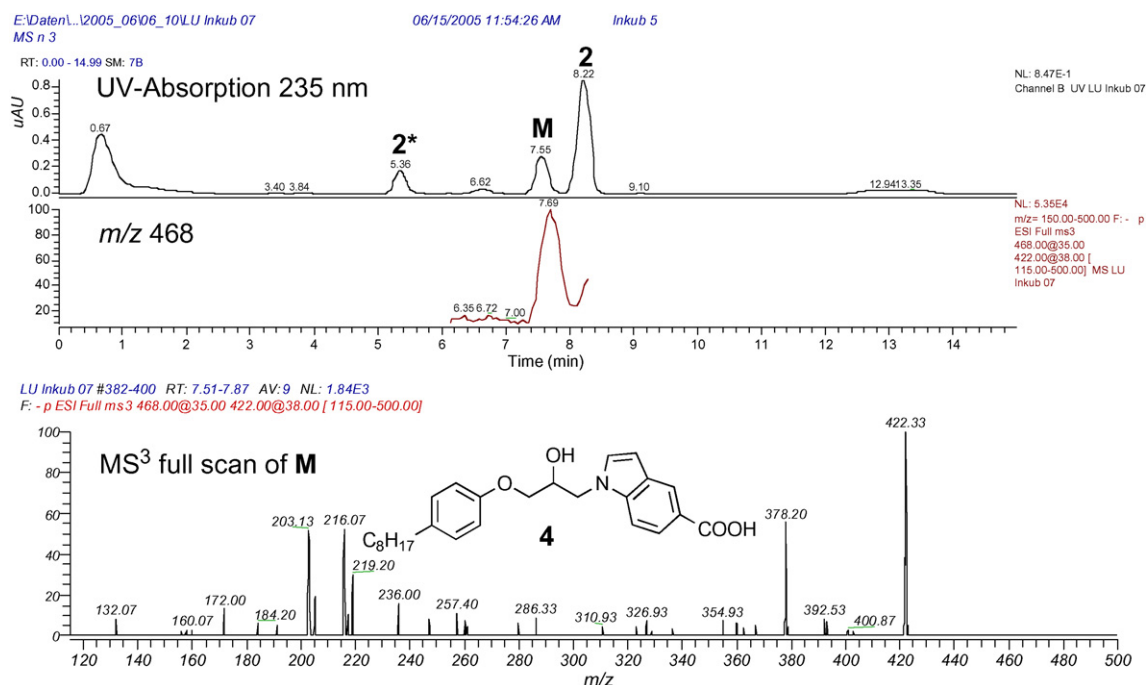 E:\Daten\...\2005_06\06_10\LU Inkub 07 06/15/2005 11:54:26 AM Inkub 5
MS n 3
RT: 0.00 - 14.99 SM: 7B
UV-Absorption 235 nm
NL: 8.47E-1
Channel B UV LU Inkub 07
uAU
0.8
0.6
0.4
0.2
0.0
0.67
3.40 3.84
2*
5.36
6.62
M
7.55
2
8.22
9.10
12.94 13.35
m/z 468
NL: 5.35E4
m/z= 150.00-500.00 F: - p
ESI Full ms3
468.00@35.00
422.00@38.00 [
115.00-500.00] MS LU
Inkub 07
100
80
60
40
20
6.35 6.72
7.00
7.69
0 1 2 3 4 5 6 7 8 9 10 11 12 13 14
Time (min)
LU Inkub 07 #382-400 RT: 7.51-7.87 AV: 9 NL: 1.84E3
F: - p ESI Full ms3 468.00@35.00 422.00@38.00 [ 115.00-500.00]
MS3 full scan of M
100
80
60
40
20
0
132.07
160.07
172.00
184.20
203.13
216.07
219.20
236.00
257.40
286.33
310.93
326.93
354.93
378.20
392.53
400.87
422.33
OH
O
N
C8H17
COOH
4
120 140 160 180 200 220 240 260 280 300 320 340 360 380 400 420 440 460 480 500
m/z